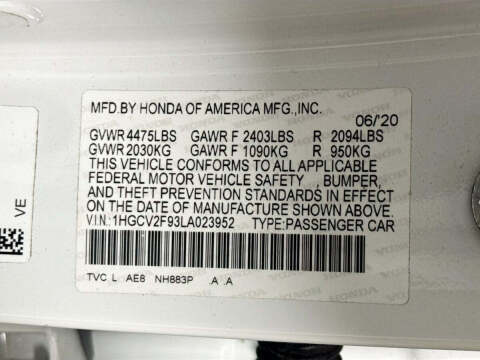 MFD.BY HONDA OF AMERICA MFG.,INC.
06/'20
GVWR 4475LBS GAWR F 2403LBS R 2094LBS
GVWR 2030KG GAWR F 1090KG R 950KG
THIS VEHICLE CONFORMS TO ALL APPLICABLE
FEDERAL MOTOR VEHICLE SAFETY , BUMPER,
AND THEFT PREVENTION STANDARDS IN EFFECT
ON THE DATE OF MANUFACTURE SHOWN ABOVE.
V.I.N: 1HGCV2F93LA023952 TYPE:PASSENGER CAR
TVC L AE8 NH883P .A .A
VE